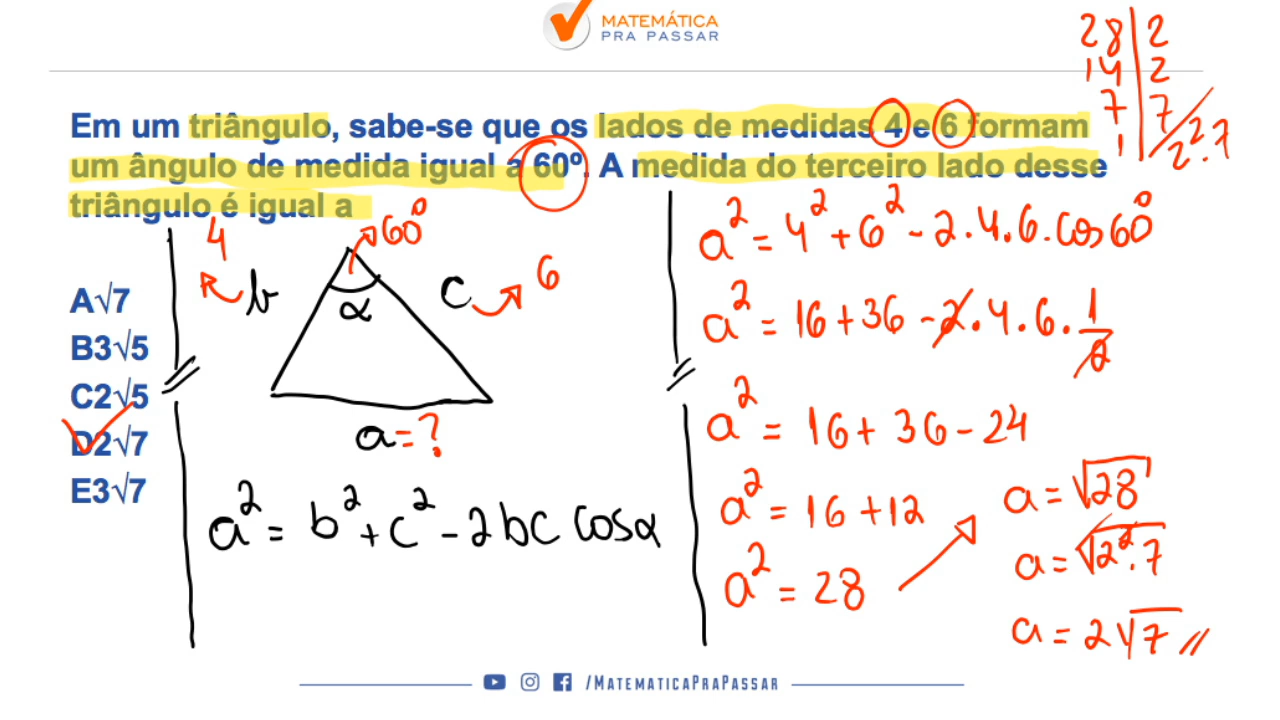 MATEMÁTICA
PRA PASSAR
28 | 2
14 | 2
7 | 7
1 | 2².7
Em um triângulo, sabe-se que os lados de medidas 4 e 6 formam
um ângulo de medida igual a 60º. A medida do terceiro lado desse
triângulo é igual a
A√7
B3√5
C2√5
D2√7
E3√7
4
60°
b
α
c
6
a=?
a² = b² + c² - 2bc cosα
a² = 4² + 6² - 2.4.6.cos 60°
a² = 16 + 36 - 2.4.6.1/2
a² = 16 + 36 - 24
a² = 16 + 12
a² = 28
a = √28
a = √2².7
a = 2√7 //
/MATEMATICAPRAPASSAR